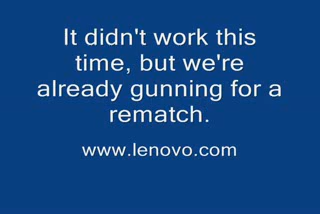 It didn't work this
time, but we're
already gunning for a
rematch.
www.lenovo.com